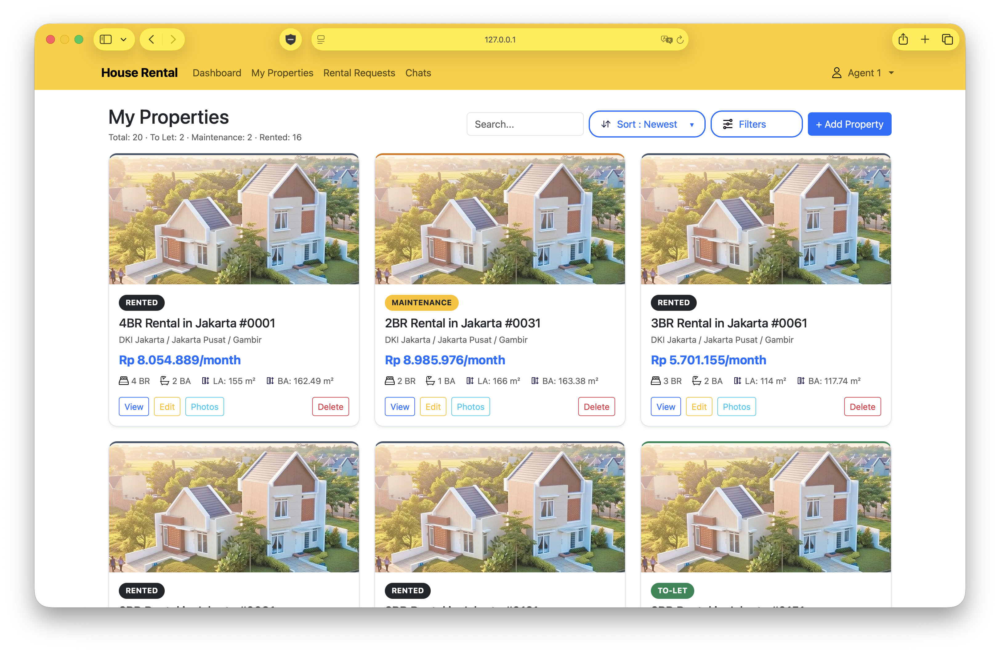 127.0.0.1
House Rental Dashboard My Properties Rental Requests Chats Agent 1
My Properties
Total: 20 · To Let: 2 · Maintenance: 2 · Rented: 16
Search... Sort : Newest Filters + Add Property
RENTED
4BR Rental in Jakarta #0001
DKI Jakarta / Jakarta Pusat / Gambir
Rp 8.054.889/month
4 BR 2 BA LA: 155 m² BA: 162.49 m²
View Edit Photos Delete
MAINTENANCE
2BR Rental in Jakarta #0031
DKI Jakarta / Jakarta Pusat / Gambir
Rp 8.985.976/month
2 BR 1 BA LA: 166 m² BA: 163.38 m²
View Edit Photos Delete
RENTED
3BR Rental in Jakarta #0061
DKI Jakarta / Jakarta Pusat / Gambir
Rp 5.701.155/month
3 BR 2 BA LA: 114 m² BA: 117.74 m²
View Edit Photos Delete
RENTED
RENTED
TO-LET